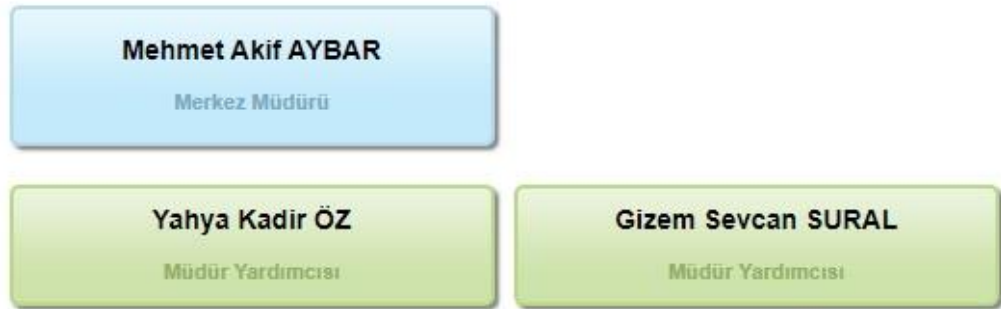 Mehmet Akif AYBAR
Merkez Müdürü
Yahya Kadir ÖZ
Müdür Yardımcısı
Gizem Sevcan SURAL
Müdür Yardımcısı